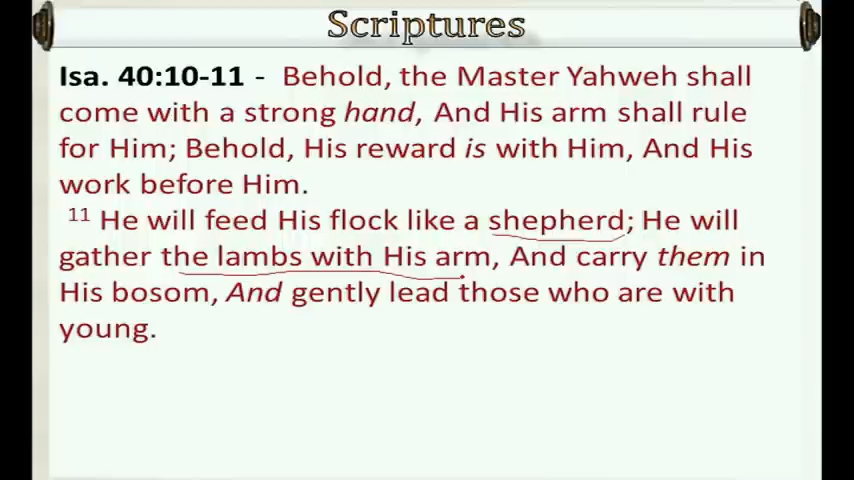 Scriptures
Isa. 40:10-11 - Behold, the Master Yahweh shall
come with a strong hand, And His arm shall rule
for Him; Behold, His reward is with Him, And His
work before Him.
11 He will feed His flock like a shepherd; He will
gather the lambs with His arm, And carry them in
His bosom, And gently lead those who are with
young.